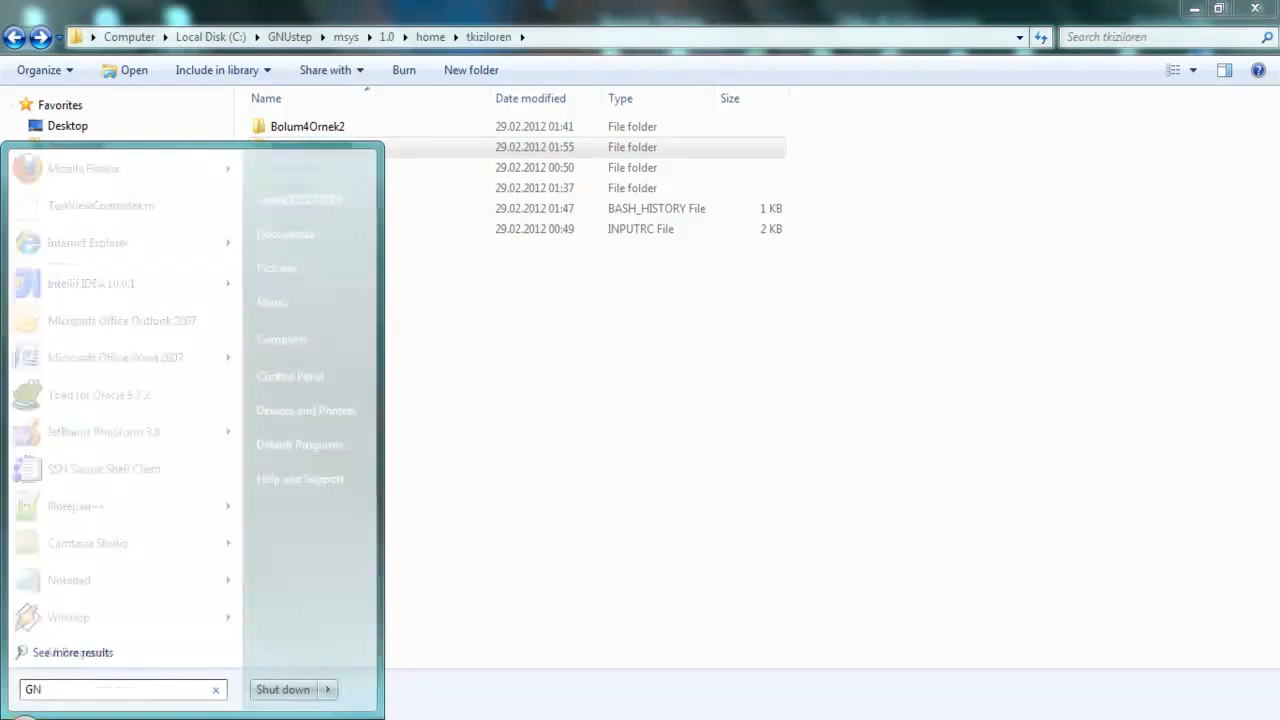 Computer Local Disk (C:) GNUstep msys 1.0 home tkiziloren
Search tkiziloren
Organize Open Include in library Share with Burn New folder
Name Date modified Type Size
Favorites
Desktop
Bolum4Ornek2 29.02.2012 01:41 File folder
29.02.2012 01:55 File folder
29.02.2012 00:50 File folder
29.02.2012 01:37 File folder
29.02.2012 01:47 BASH_HISTORY File 1 KB
29.02.2012 00:49 INPUTRC File 2 KB
Mozilla Firefox
Internet Explorer
IntelliJ IDEA 10.0.1
Microsoft Office Outlook 2007
Microsoft Office Word 2007
Toad for Oracle 9.7.2
JetBrains PhpStorm 3.0
SSH Secure Shell Client
Notepad++
Camtasia Studio
Notepad
Winamp
See more results
GN
Documents
Pictures
Music
Computer
Control Panel
Devices and Printers
Default Programs
Help and Support
Shut down